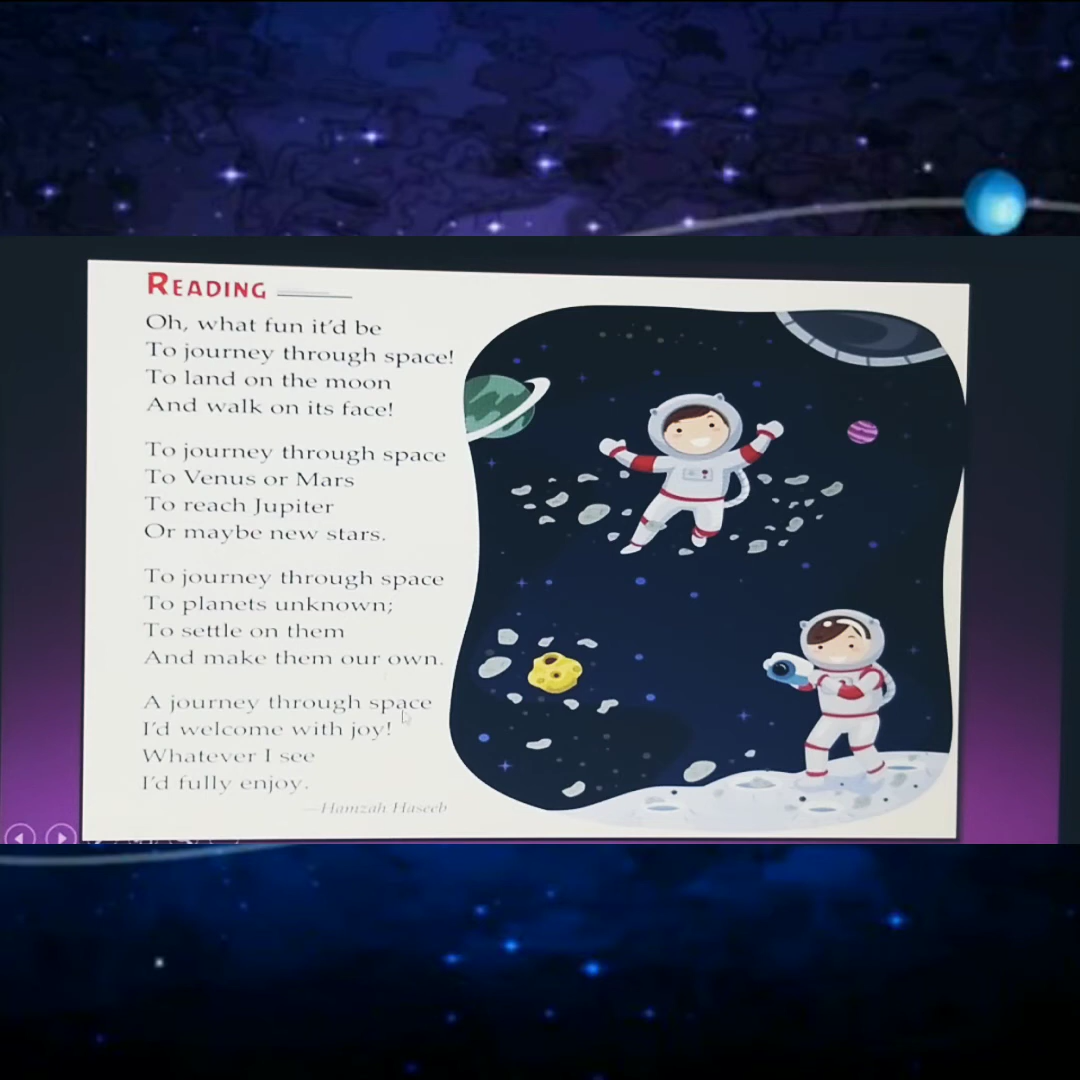 READING
Oh, what fun it'd be
To journey through space!
To land on the moon
And walk on its face!
To journey through space
To Venus or Mars
To reach Jupiter
Or maybe new stars.
To journey through space
To planets unknown;
To settle on them
And make them our own.
A journey through space
I'd welcome with joy!
Whatever I see
I'd fully enjoy.
—Hamzah Haseeb